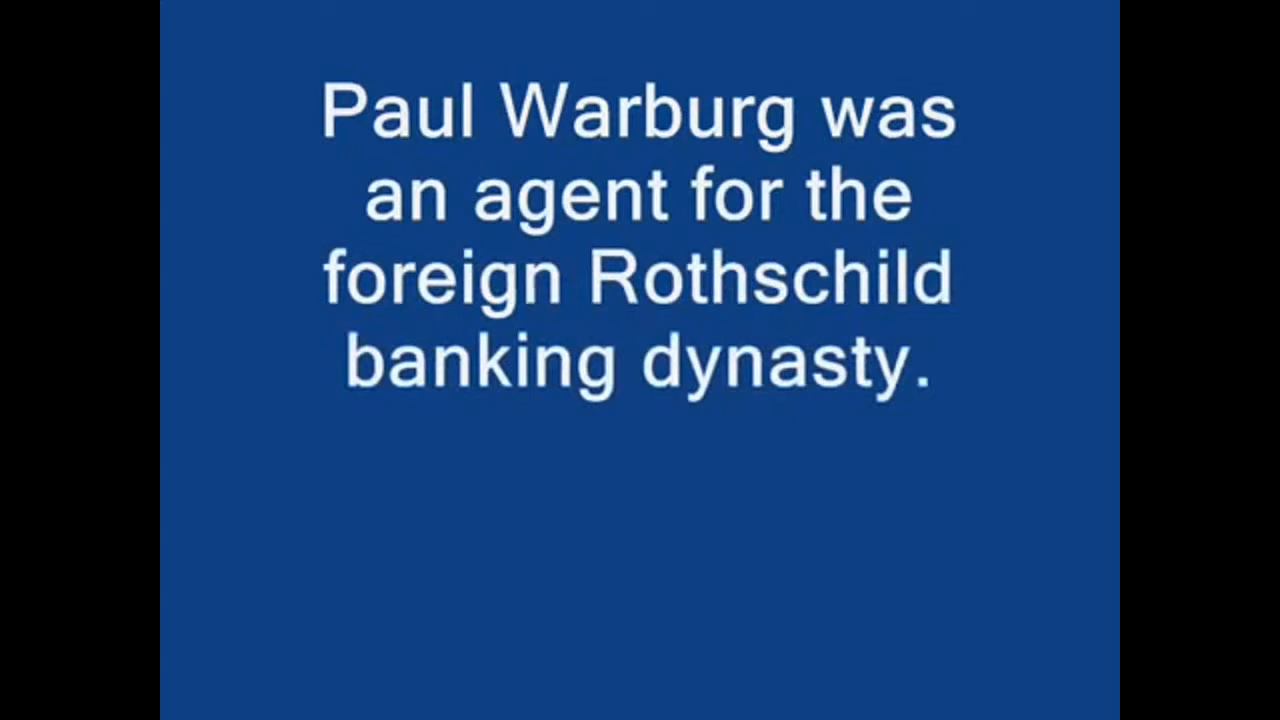 Paul Warburg was
an agent for the
foreign Rothschild
banking dynasty.